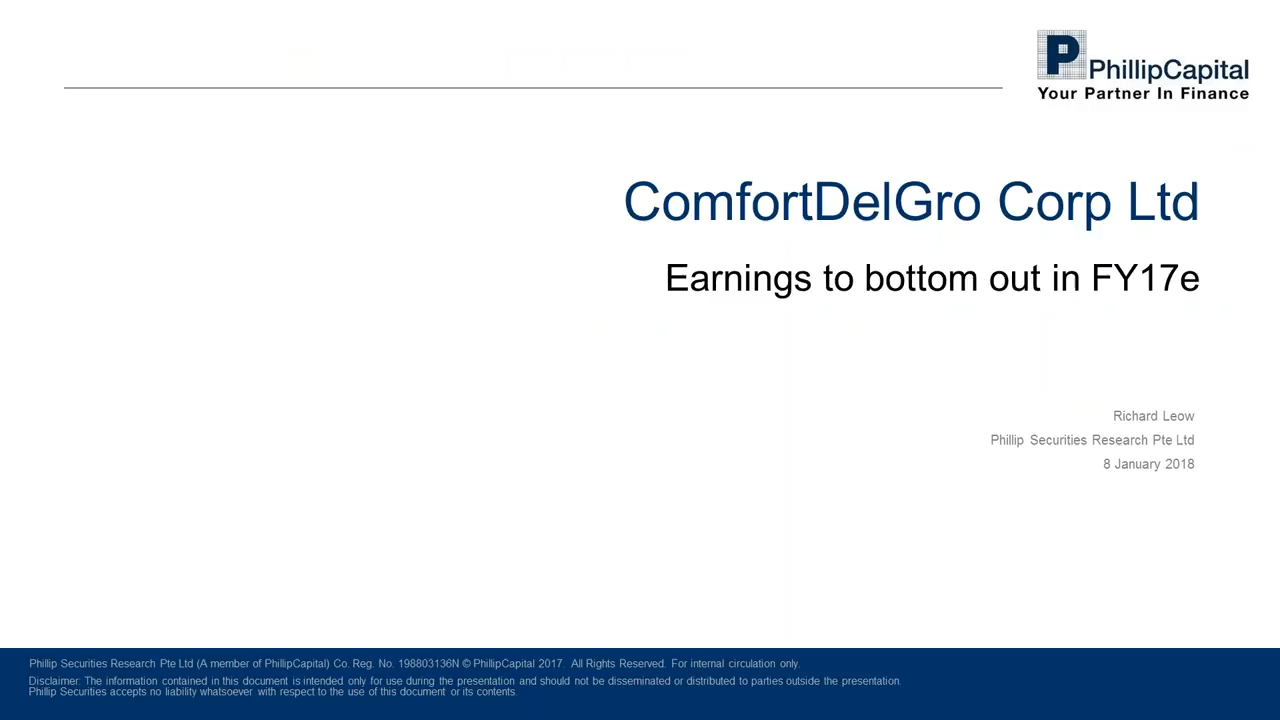 P PhillipCapital
Your Partner In Finance
ComfortDelGro Corp Ltd
Earnings to bottom out in FY17e
Richard Leow
Phillip Securities Research Pte Ltd
8 January 2018
Phillip Securities Research Pte Ltd (A member of PhillipCapital) Co. Reg. No. 198803136N © PhillipCapital 2017. All Rights Reserved. For internal circulation only.
Disclaimer: The information contained in this document is intended only for use during the presentation and should not be disseminated or distributed to parties outside the presentation.
Phillip Securities accepts no liability whatsoever with respect to the use of this document or its contents.